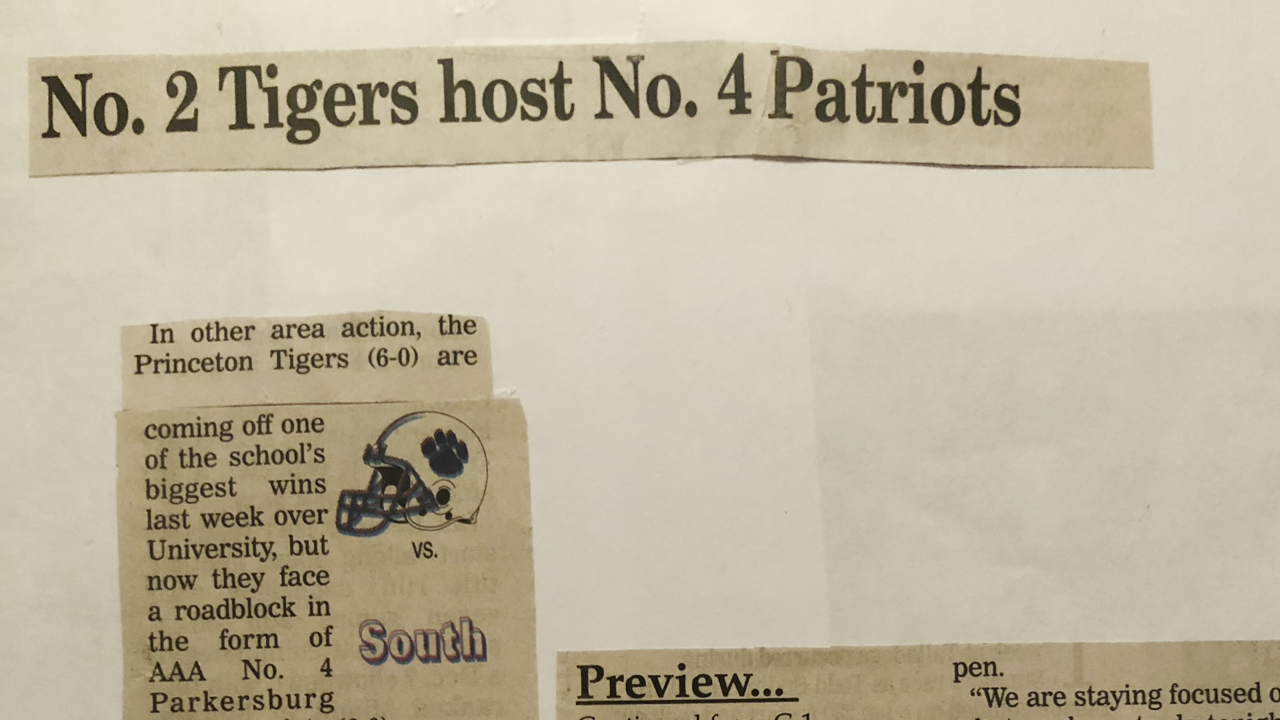 No. 2 Tigers host No. 4 Patriots
In other area action, the
Princeton Tigers (6-0) are
coming off one
of the school's
biggest wins
last week over
University, but
now they face
a roadblock in
the form of
AAA No. 4
Parkersburg
VS.
South
Preview...
pen.
"We are staying focused o